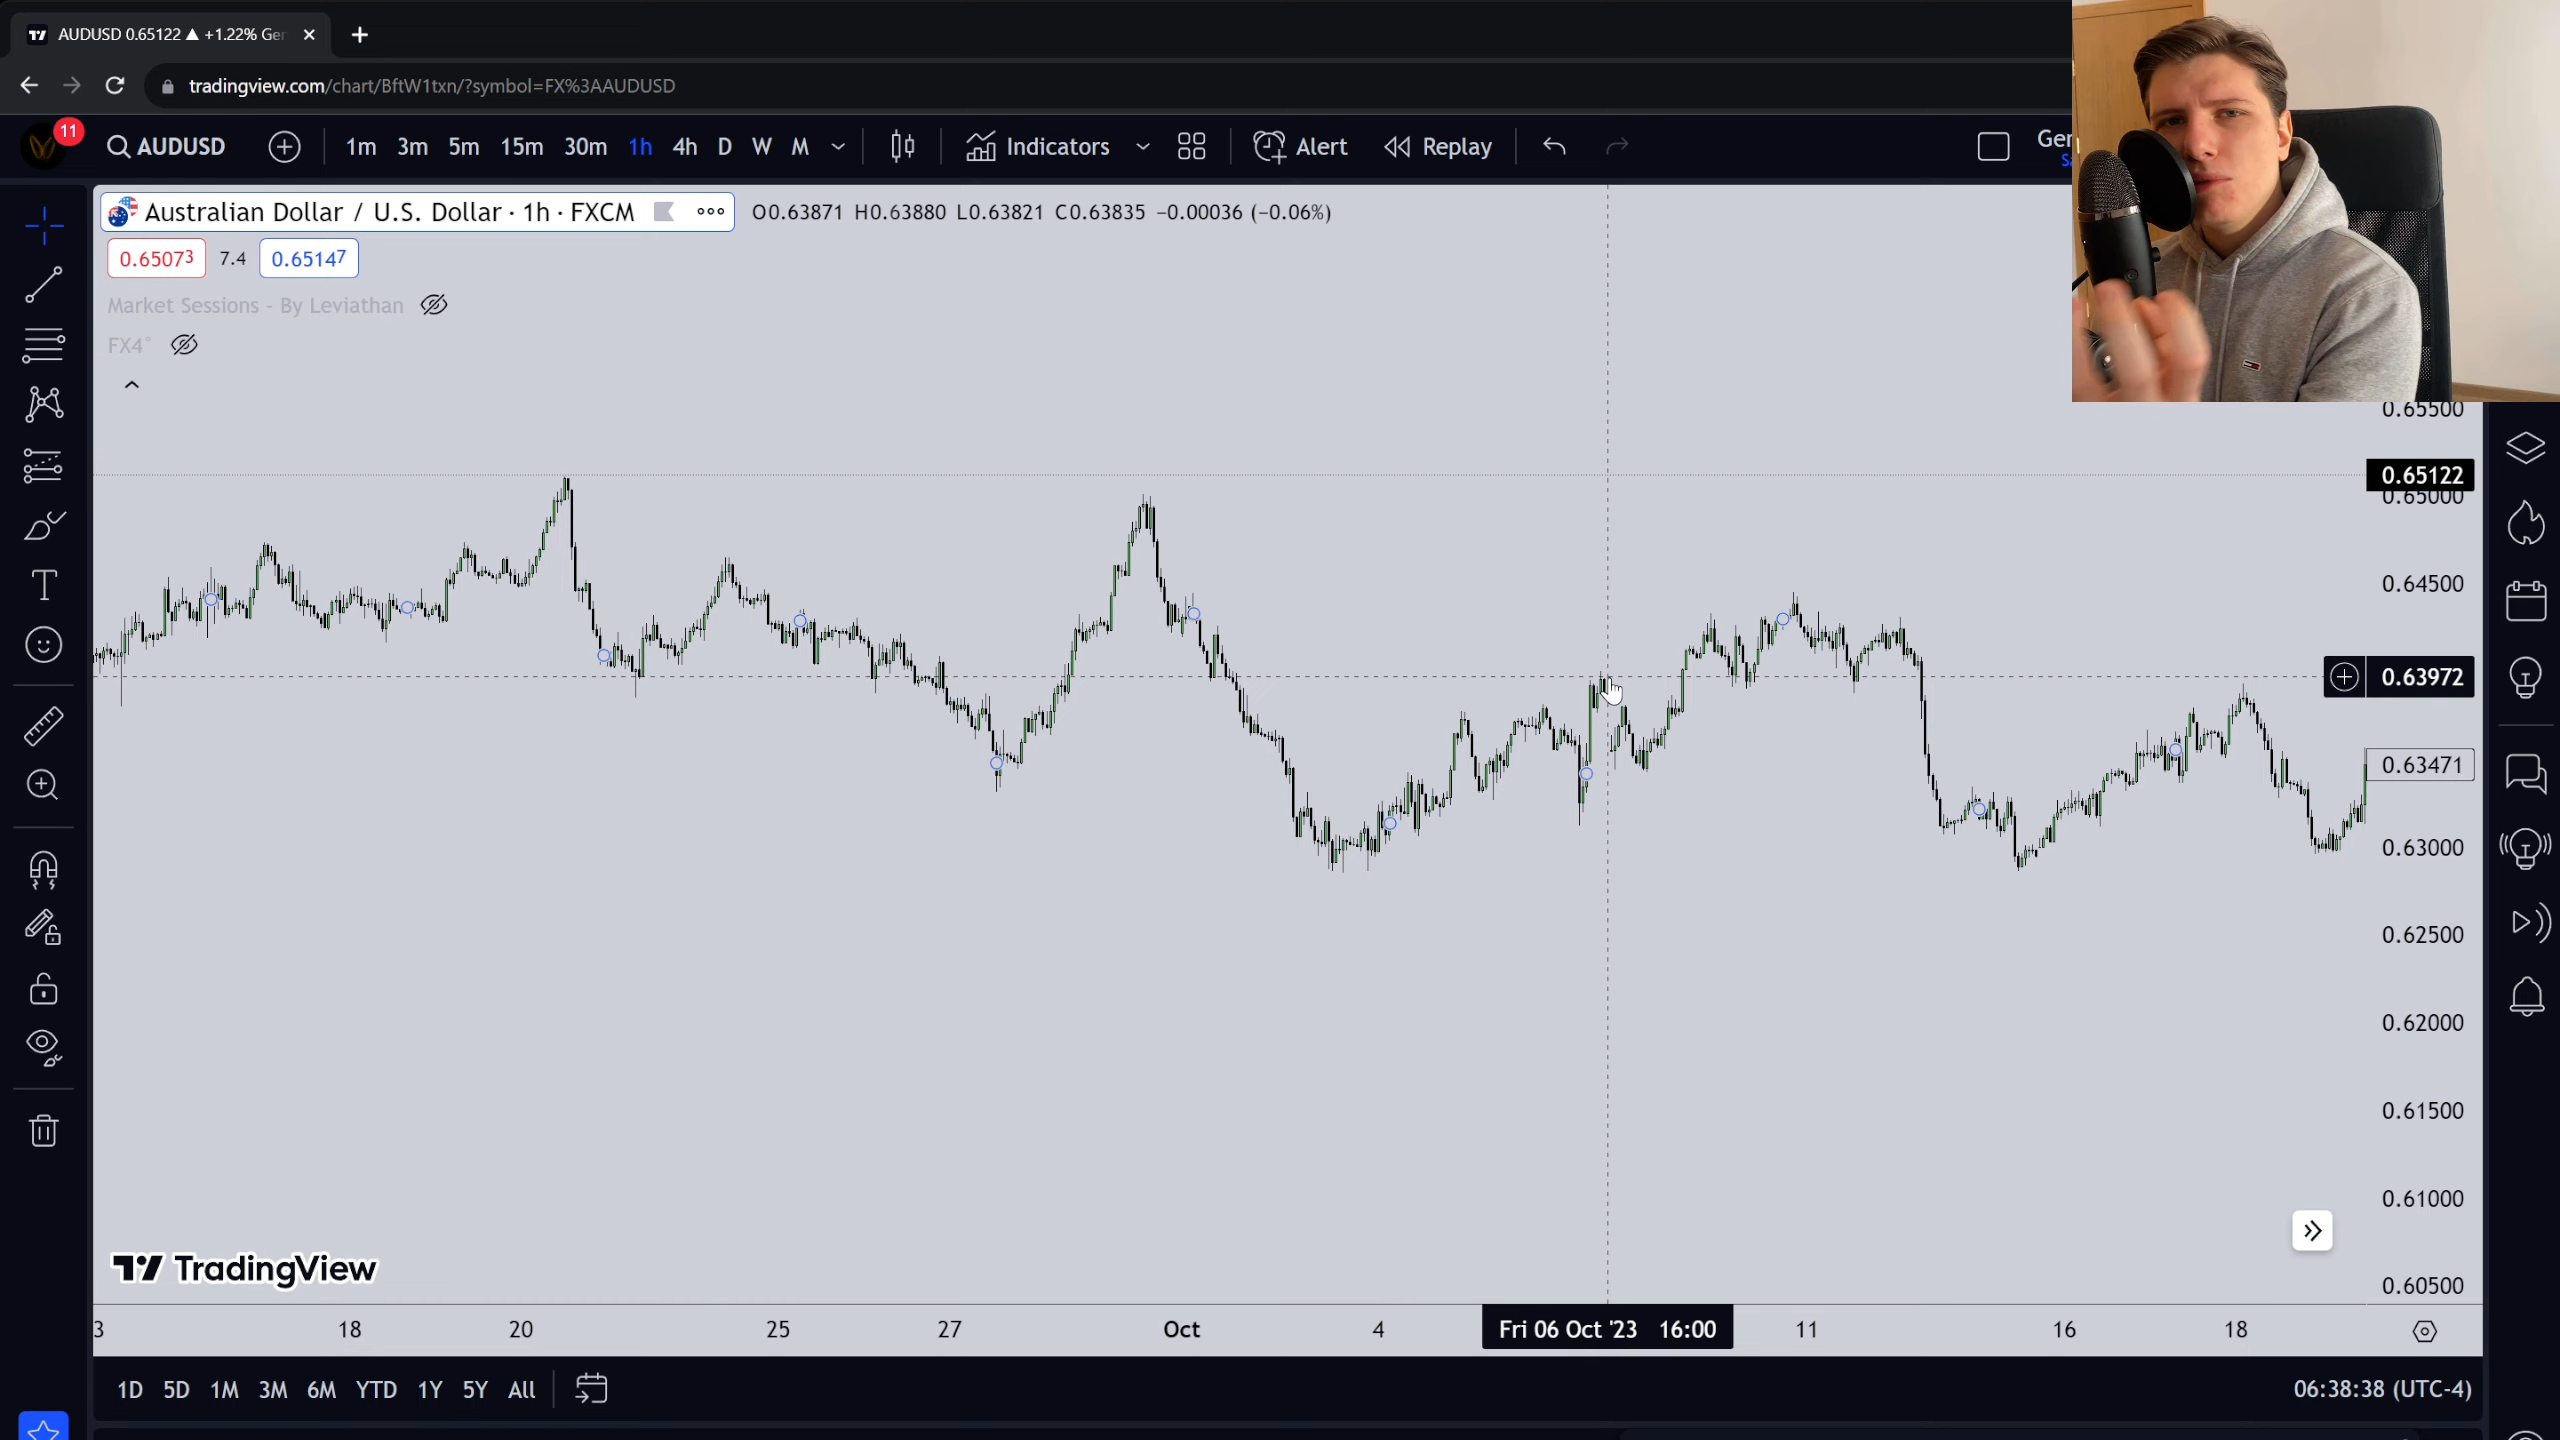 AUDUSD 0.65122 ▲ +1.22% Ge
tradingview.com/chart/BftW1txn/?symbol=FX%3AAUDUSD
11
AUDUSD 1m 3m 5m 15m 30m 1h 4h D W M Indicators Alert Replay Ger
Australian Dollar / U.S. Dollar · 1h · FXCM O0.63871 H0.63880 L0.63821 C0.63835 −0.00036 (−0.06%)
0.65073 7.4 0.65147
Market Sessions - By Leviathan
FX4°
0.65500
0.65122
0.65000
0.64500
0.63972
0.63471
0.63000
0.62500
0.62000
0.61500
0.61000
0.60500
TradingView
3 18 20 25 27 Oct 4 Fri 06 Oct '23 16:00 11 16 18
1D 5D 1M 3M 6M YTD 1Y 5Y All 06:38:38 (UTC-4)